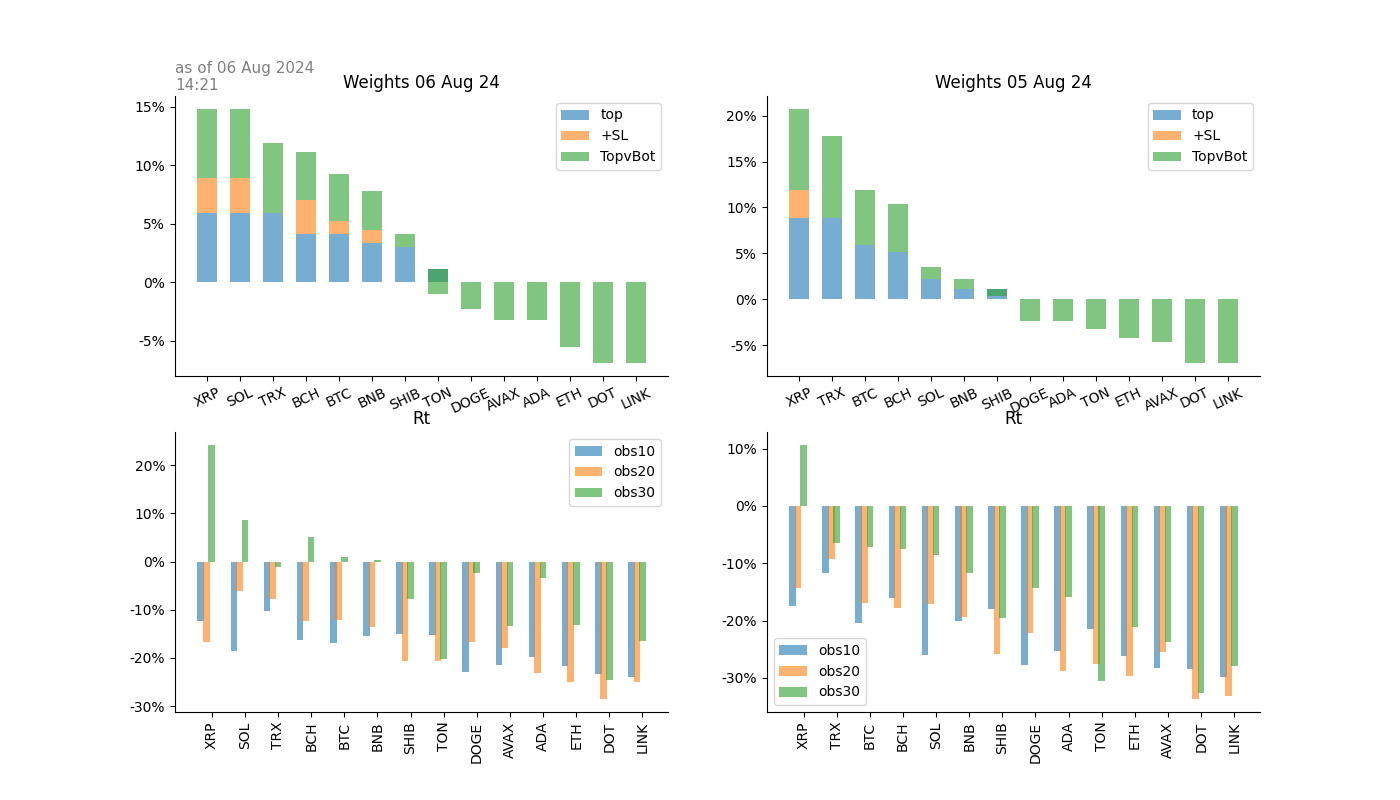 as of 06 Aug 2024
14:21
Weights 06 Aug 24
15%
10%
5%
0%
-5%
top
+SL
TopvBot
XRP SOL TRX BCH BTC BNB SHIB TON DOGE AVAX ADA ETH DOT LINK
Weights 05 Aug 24
20%
15%
10%
5%
0%
-5%
top
+SL
TopvBot
XRP TRX BTC BCH SOL BNB SHIB DOGE ADA TON ETH AVAX DOT LINK
Rt
20%
10%
0%
-10%
-20%
-30%
obs10
obs20
obs30
XRP SOL TRX BCH BTC BNB SHIB TON DOGE AVAX ADA ETH DOT LINK
Rt
10%
0%
-10%
-20%
-30%
obs10
obs20
obs30
XRP TRX BTC BCH SOL BNB SHIB DOGE ADA TON ETH AVAX DOT LINK